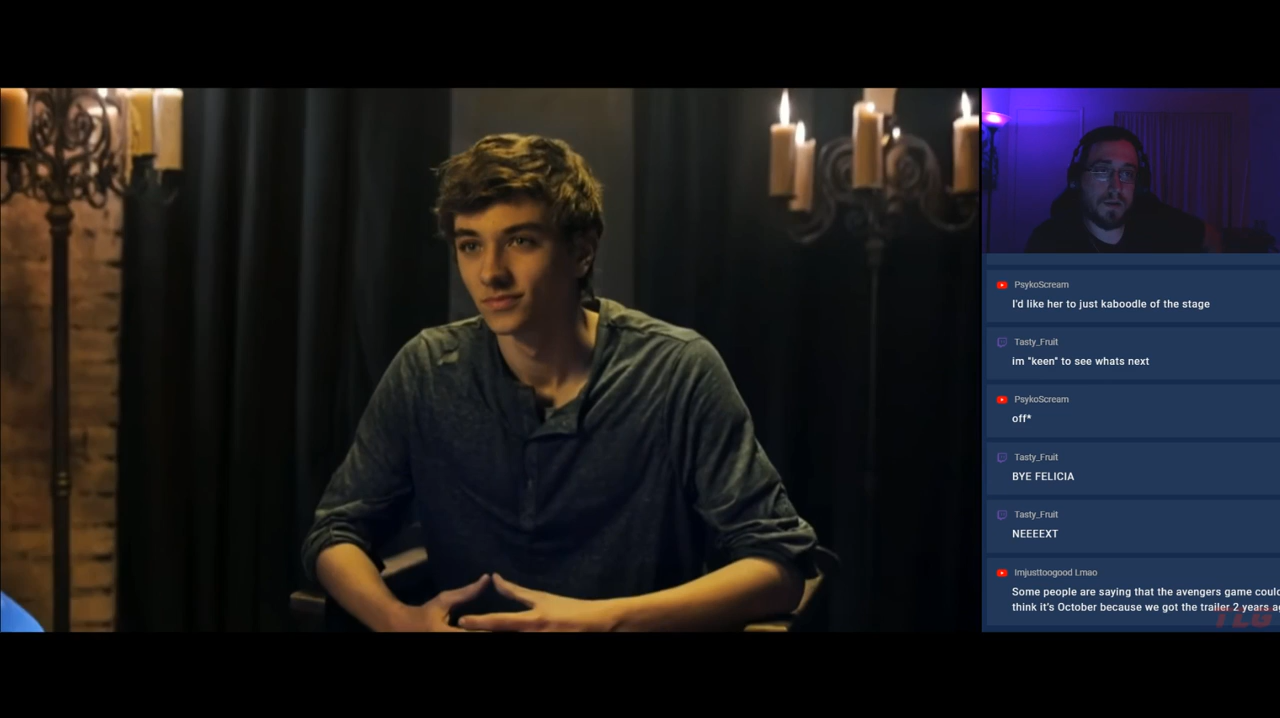 PsykoScream
I'd like her to just kaboodle of the stage
Tasty_Fruit
im "keen" to see whats next
PsykoScream
off*
Tasty_Fruit
BYE FELICIA
Tasty_Fruit
NEEEEXT
Imjusttoogood Lmao
Some people are saying that the avengers game could
think it's October because we got the trailer 2 years
TLG